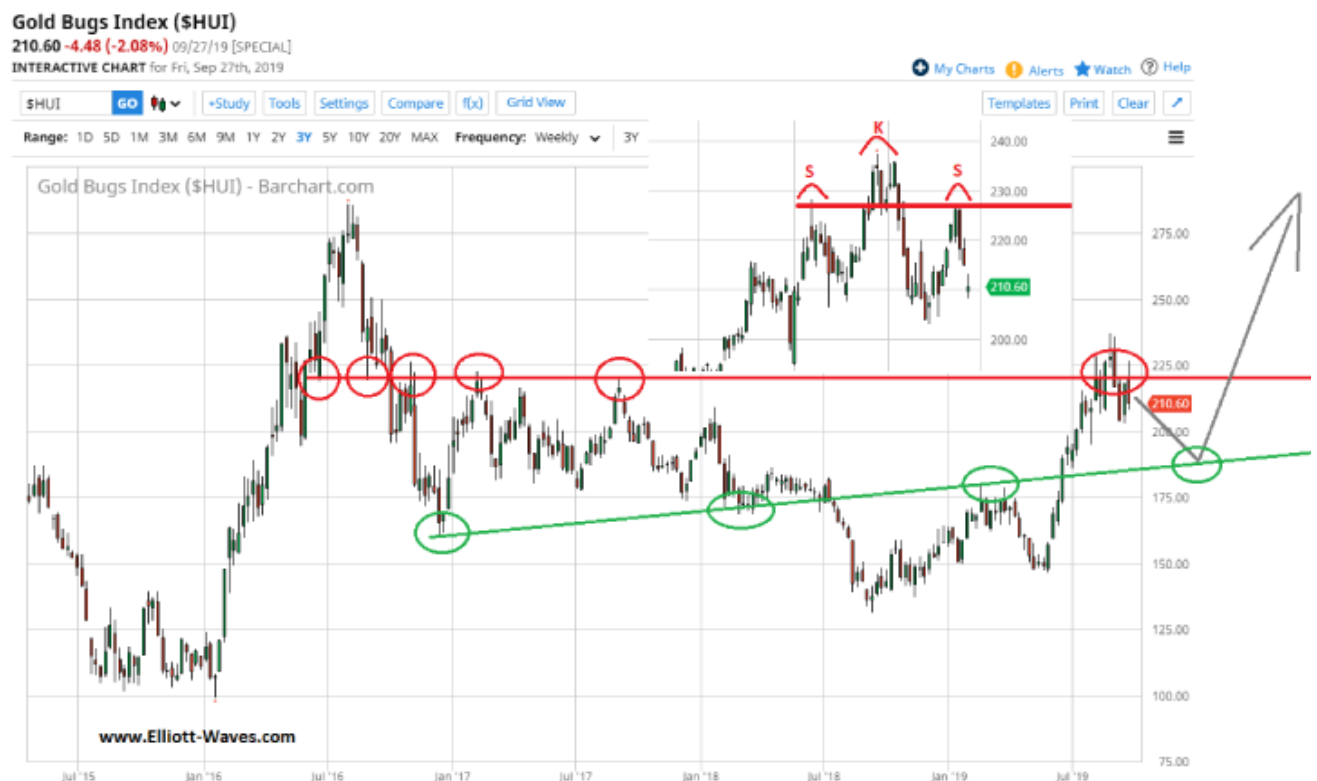 Gold Bugs Index ($HUI)
210.60 -4.48 (-2.08%) 09/27/19 [SPECIAL]
INTERACTIVE CHART for Fri, Sep 27th, 2019
My Charts Alerts Watch Help
$HUI GO +Study Tools Settings Compare f(x) Grid View Templates Print Clear
Range: 1D 5D 1M 3M 6M 9M 1Y 2Y 3Y 5Y 10Y 20Y MAX Frequency: Weekly 3Y
Gold Bugs Index ($HUI) - Barchart.com
K
S S
240.00
230.00
220.00
210.60
200.00
275.00
250.00
225.00
210.60
200.00
175.00
150.00
125.00
100.00
75.00
www.Elliott-Waves.com
Jul '15 Jan '16 Jul '16 Jan '17 Jul '17 Jan '18 Jul '18 Jan '19 Jul '19